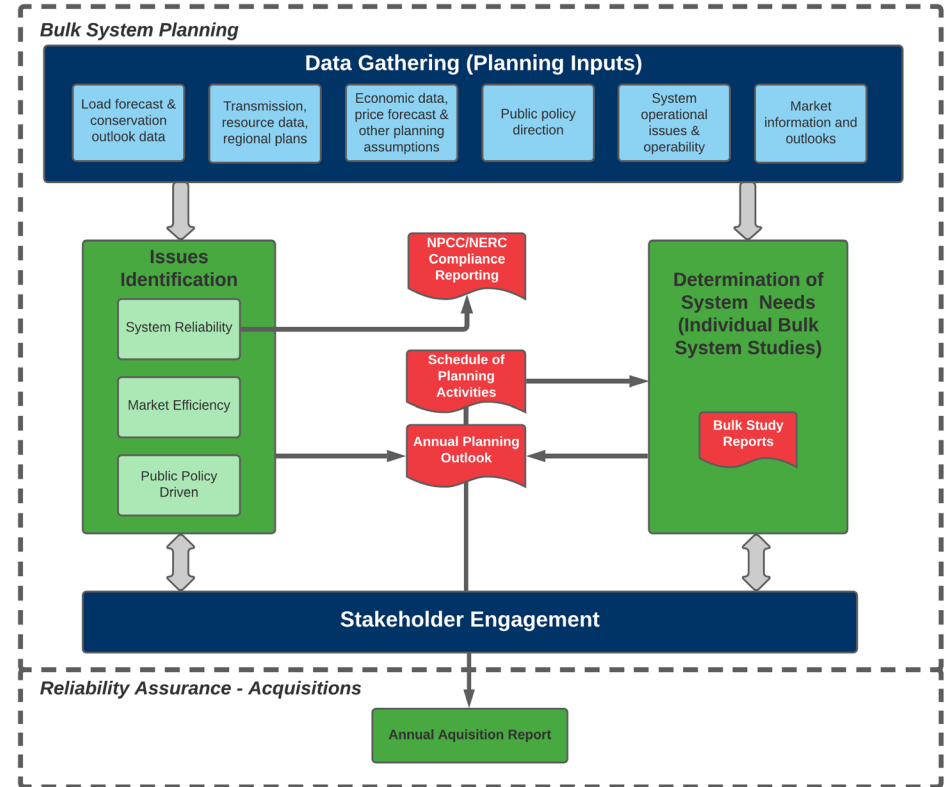 Bulk System Planning
Data Gathering (Planning Inputs)
Load forecast &
conservation
outlook data
Transmission,
resource data,
regional plans
Economic data,
price forecast &
other planning
assumptions
Public policy
direction
System
operational
issues &
operability
Market
information and
outlooks
Issues
Identification
System Reliability
Market Efficiency
Public Policy
Driven
NPCC/NERC
Compliance
Reporting
Schedule of
Planning
Activities
Annual Planning
Outlook
Determination of
System Needs
(Individual Bulk
System Studies)
Bulk Study
Reports
Stakeholder Engagement
Reliability Assurance - Acquisitions
Annual Aquisition Report